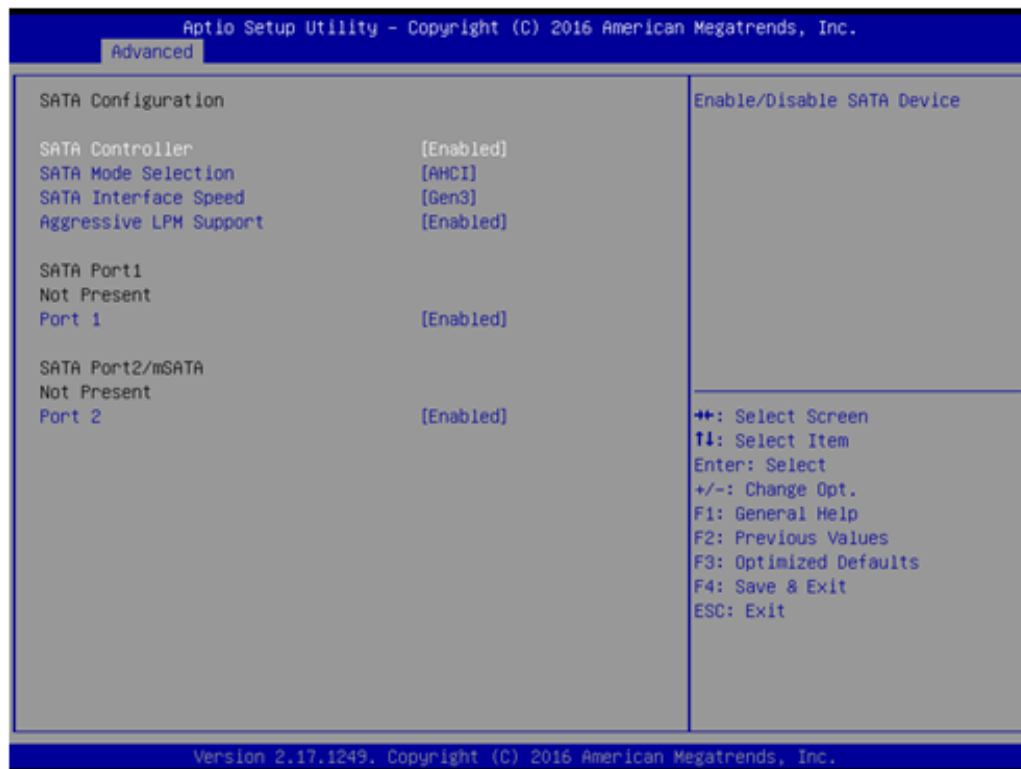 Aptio Setup Utility - Copyright (C) 2016 American Megatrends, Inc.
Advanced
SATA Configuration
SATA Controller [Enabled]
SATA Mode Selection [AHCI]
SATA Interface Speed [Gen3]
Aggressive LPM Support [Enabled]
SATA Port1
Not Present
Port 1 [Enabled]
SATA Port2/mSATA
Not Present
Port 2 [Enabled]
Enable/Disable SATA Device
→←: Select Screen
↑↓: Select Item
Enter: Select
+/-: Change Opt.
F1: General Help
F2: Previous Values
F3: Optimized Defaults
F4: Save & Exit
ESC: Exit
Version 2.17.1249. Copyright (C) 2016 American Megatrends, Inc.